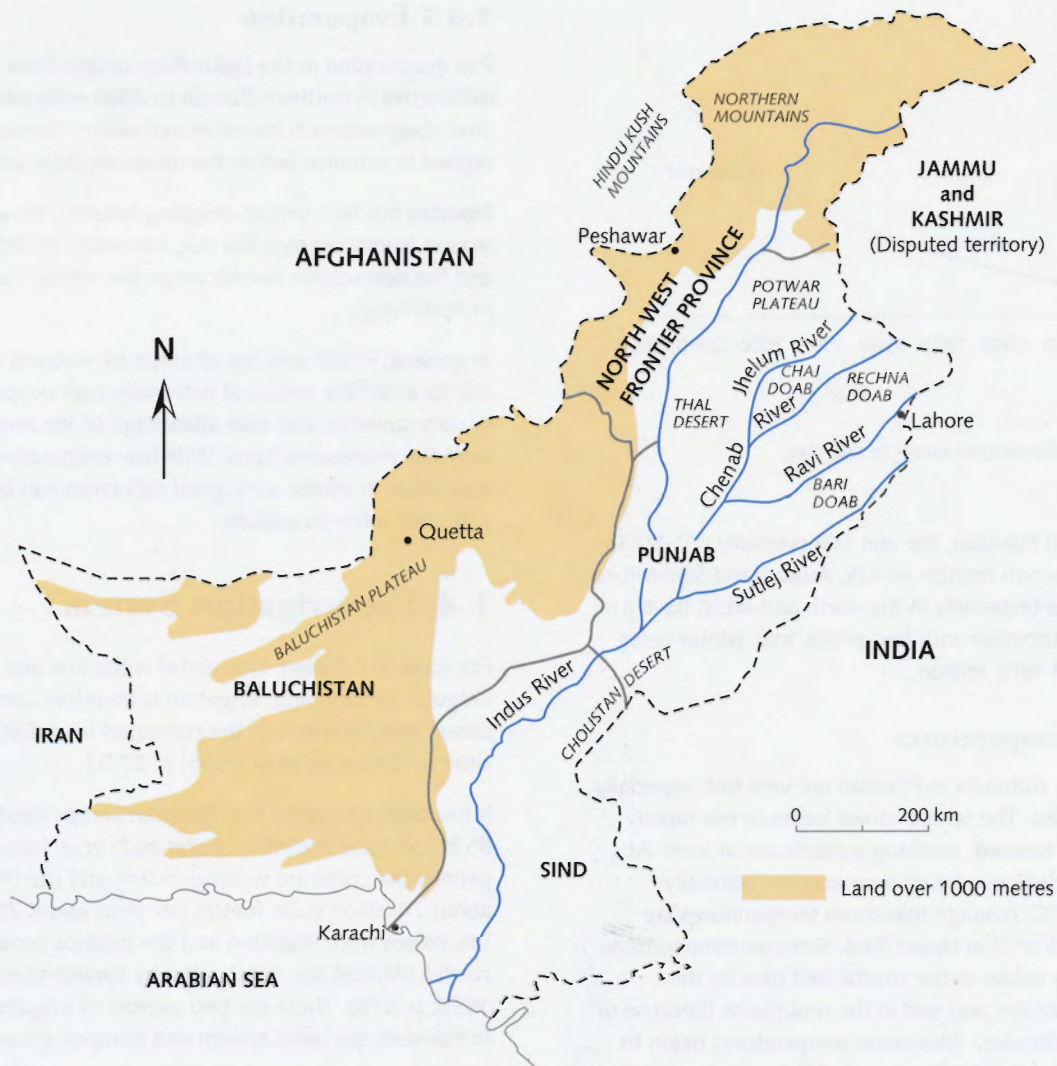 NORTHERN
MOUNTAINS
HINDU KUSH
MOUNTAINS
JAMMU
and
KASHMIR
(Disputed territory)
Peshawar
AFGHANISTAN
NORTH WEST
FRONTIER PROVINCE
POTWAR
PLATEAU
N
Jhelum River
CHAJ
DOAB
RECHNA
DOAB
THAL
DESERT
Chenab River
Lahore
Ravi River
BARI
DOAB
Quetta
PUNJAB
Sutlej River
BALUCHISTAN PLATEAU
INDIA
BALUCHISTAN
Indus River
CHOLISTAN DESERT
IRAN
0 200 km
SIND
Land over 1000 metres
Karachi
ARABIAN SEA